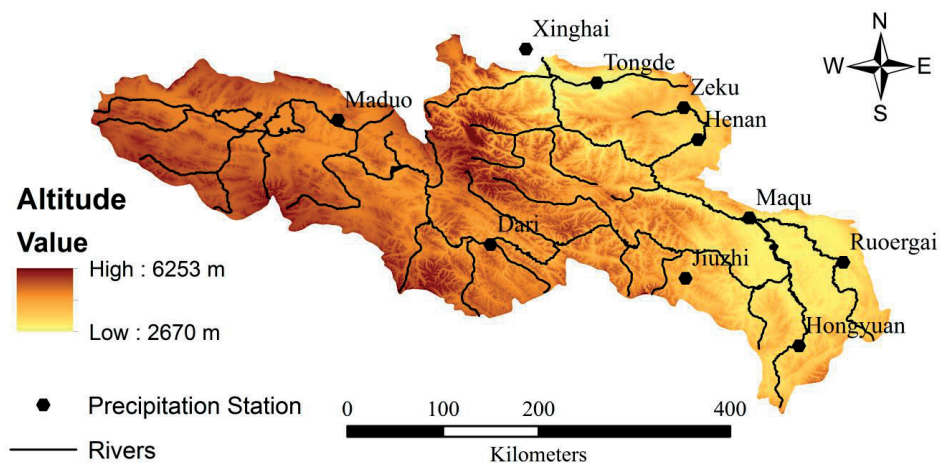 Xinghai
N
Tongde
W
E
Zeku
Maduo
S
Henan
Altitude
Maqu
Value
Dari
Ruoergai
High : 6253 m
Jiuzhi
Low : 2670 m
Hongyuan
Precipitation Station
0 100 200 400
Rivers
Kilometers